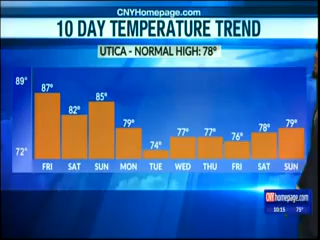 CNYHomepage.com
10 DAY TEMPERATURE TREND
UTICA - NORMAL HIGH: 78°
89°
72°
87° 82° 85° 79° 74° 77° 77° 76° 78° 79°
FRI SAT SUN MON TUE WED THU FRI SAT SUN
CNYhomepage.com
10:15 75°